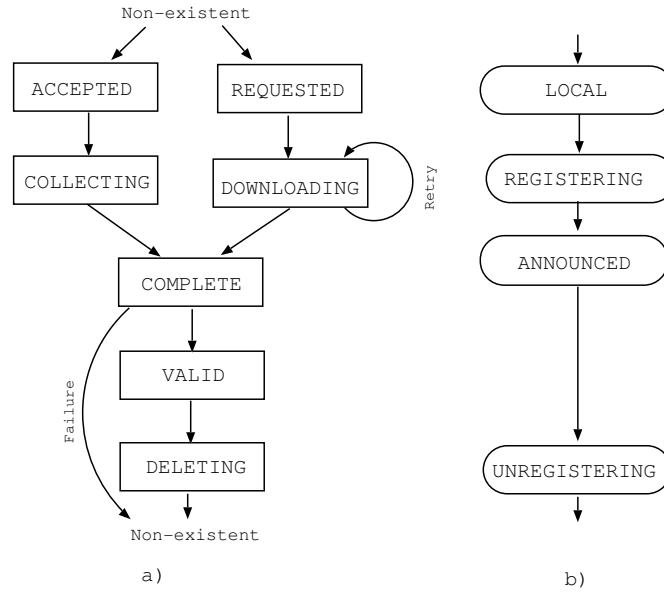 Non-existent
ACCEPTED
REQUESTED
COLLECTING
DOWNLOADING
Retry
COMPLETE
VALID
Failure
DELETING
Non-existent
a)
LOCAL
REGISTERING
ANNOUNCED
UNREGISTERING
b)